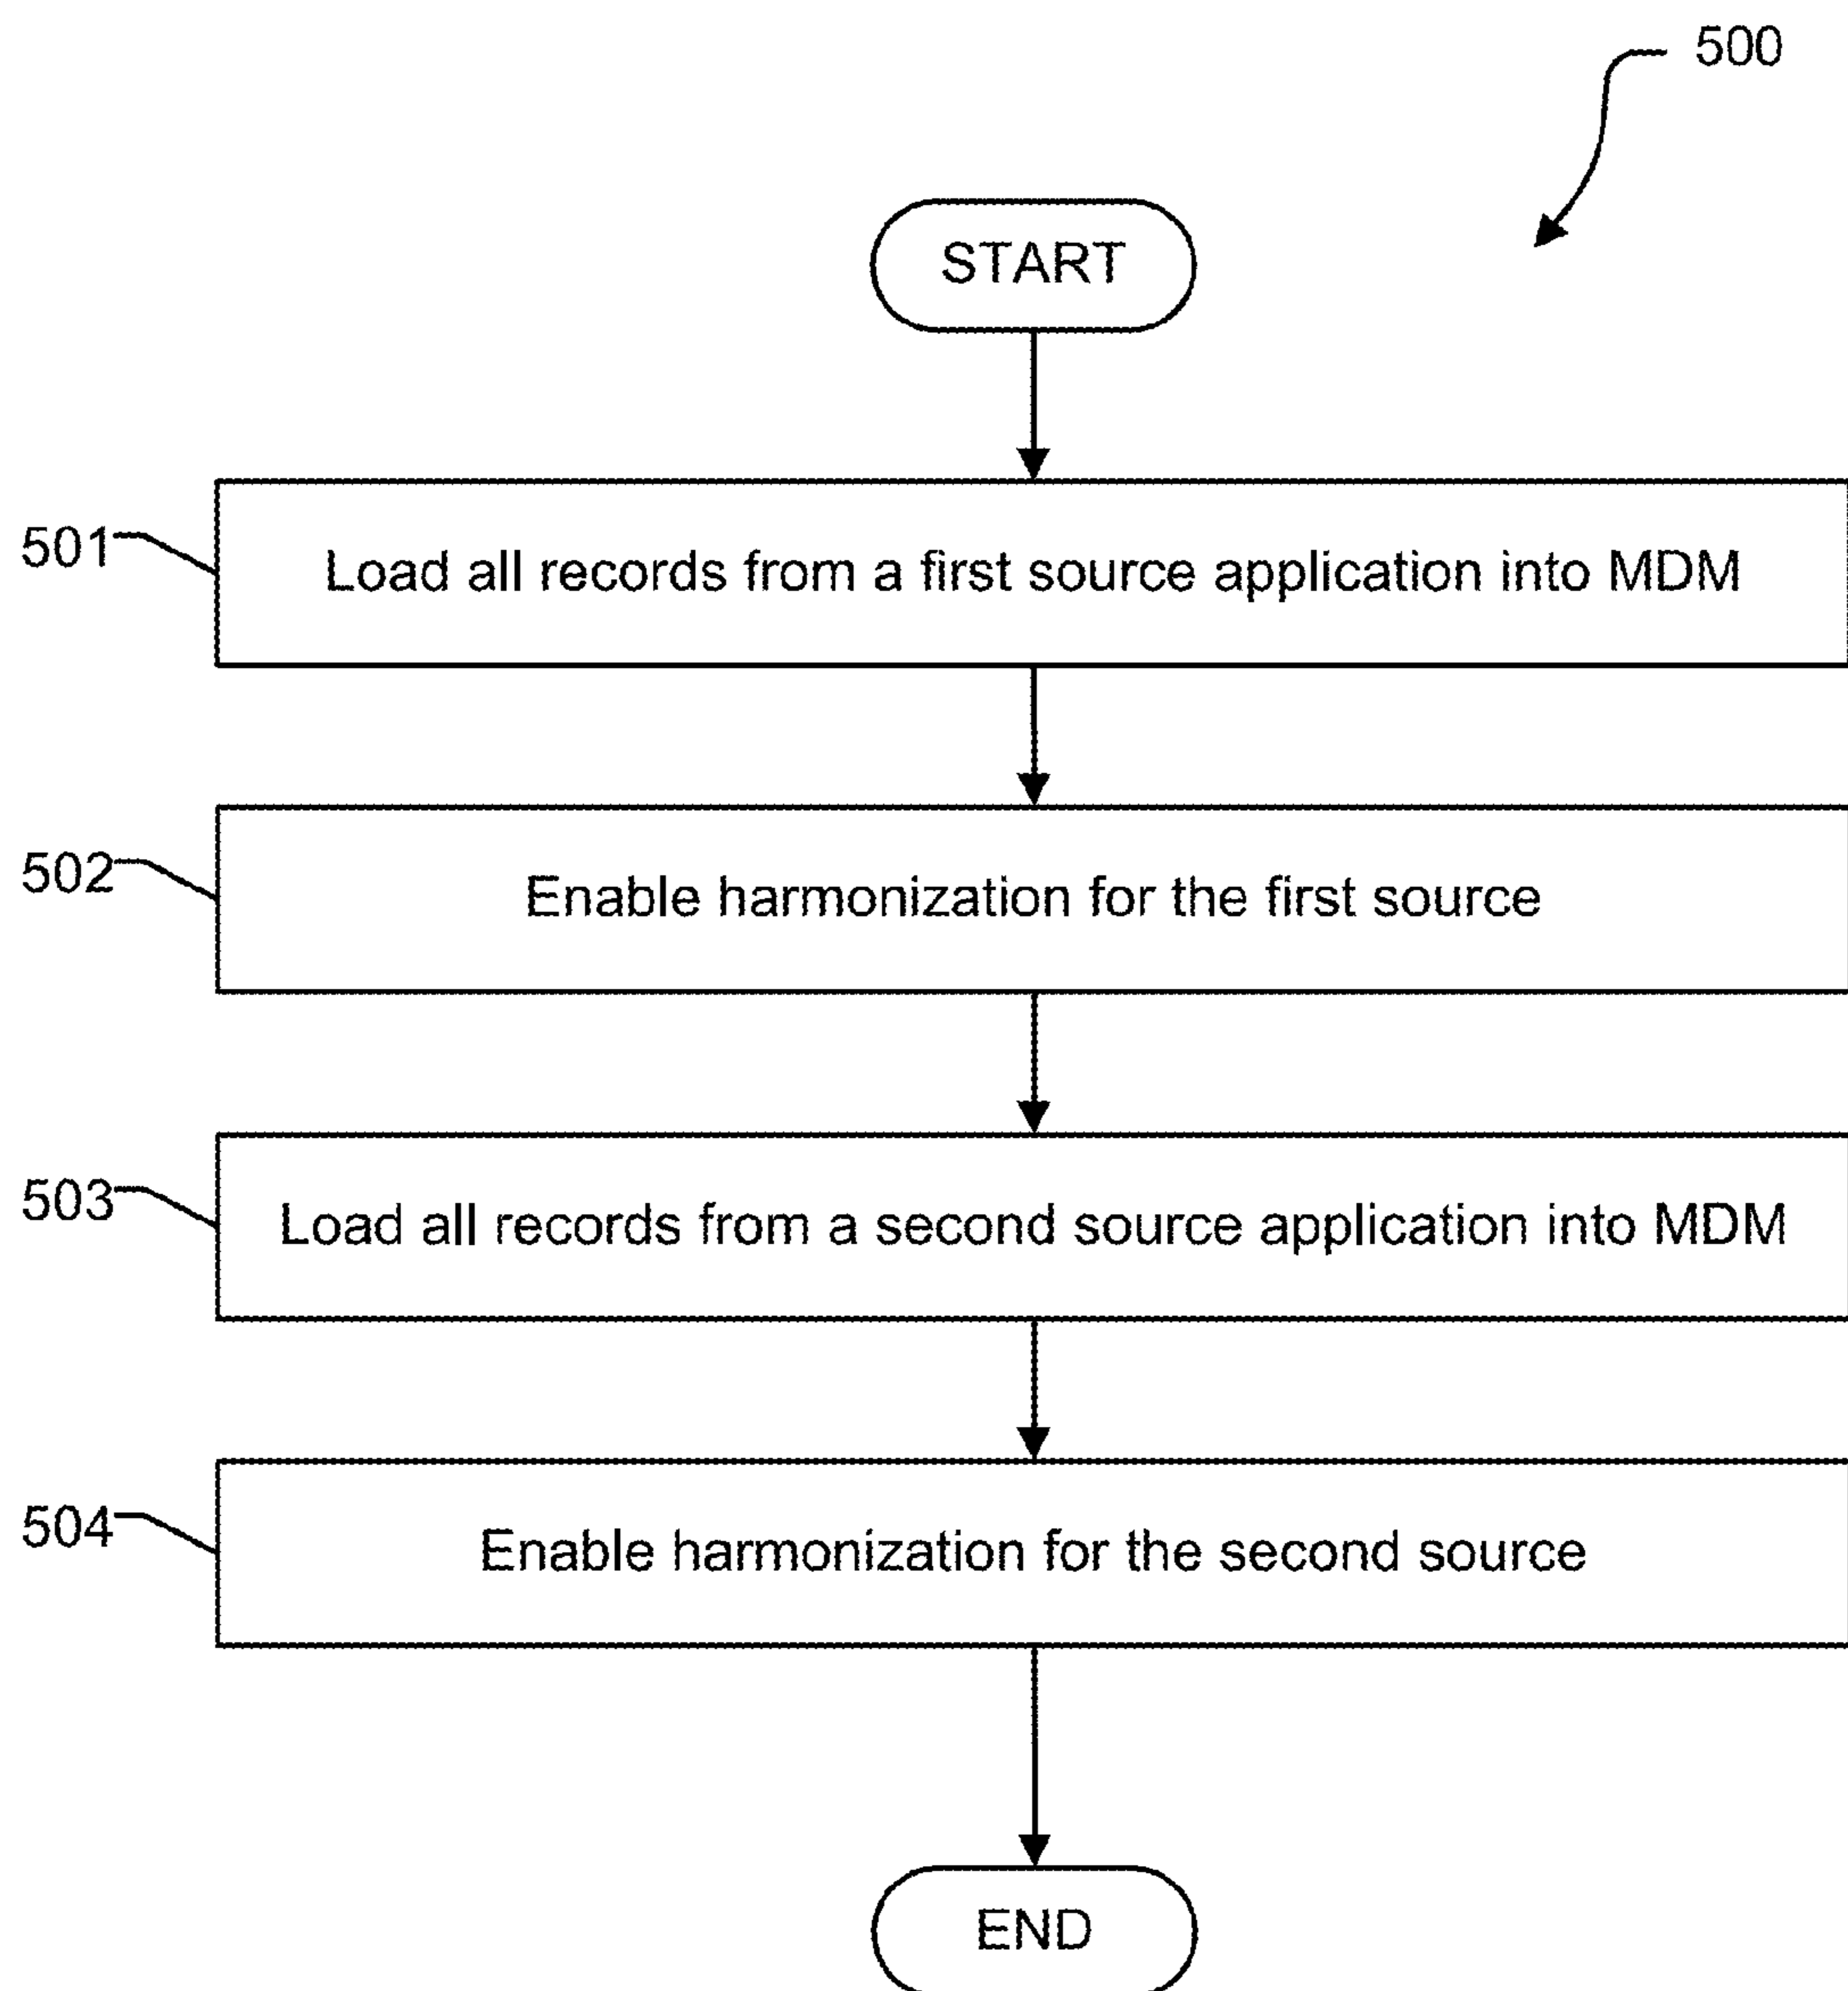 500
START
501
Load all records from a first source application into MDM
502
Enable harmonization for the first source
503
Load all records from a second source application into MDM
504
Enable harmonization for the second source
END